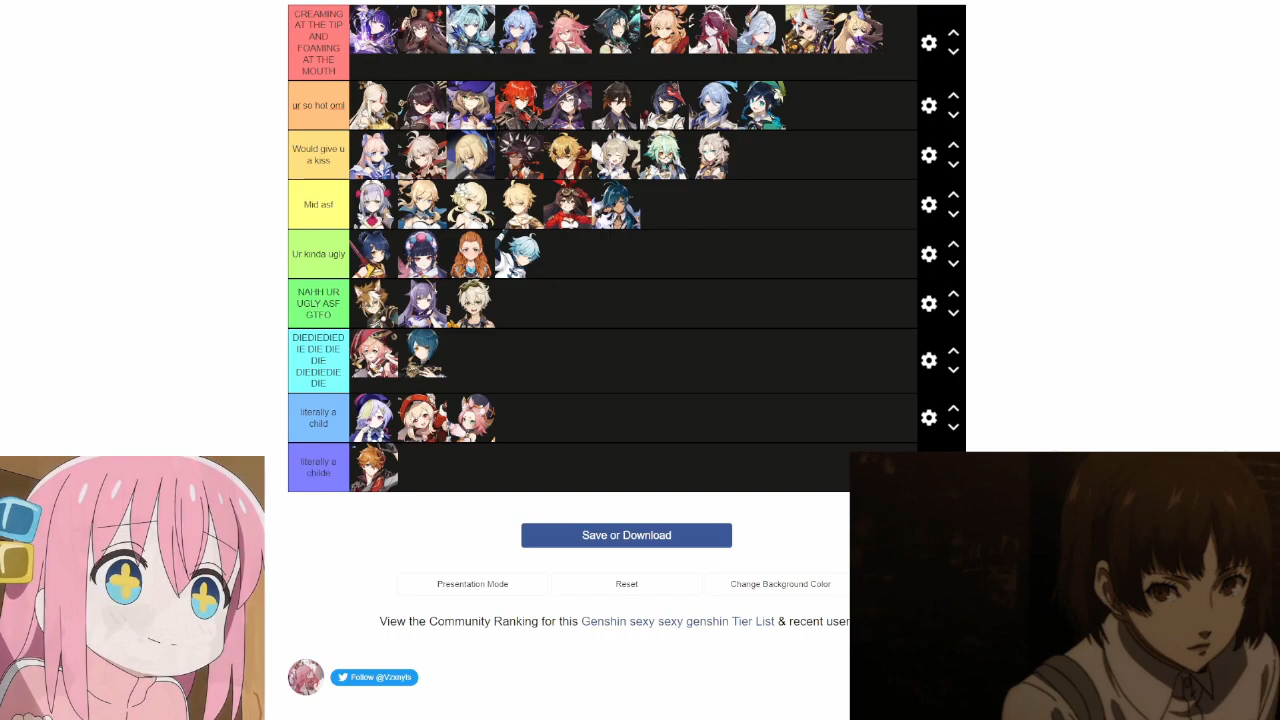 CREAMING
AT THE TIP
AND
FOAMING
AT THE
MOUTH
ur so hot oml
Would give u
a kiss
Mid asf
Ur kinda ugly
NAHH UR
UGLY ASF
GTFO
DIEDIEDIED
IE DIE DIE
DIE
DIEDIEDIE
DIE
literally a
child
literally a
childe
Save or Download
Presentation Mode
Reset
Change Background Color
View the Community Ranking for this Genshin sexy sexy genshin Tier List & recent user
Follow @Vzxnyls